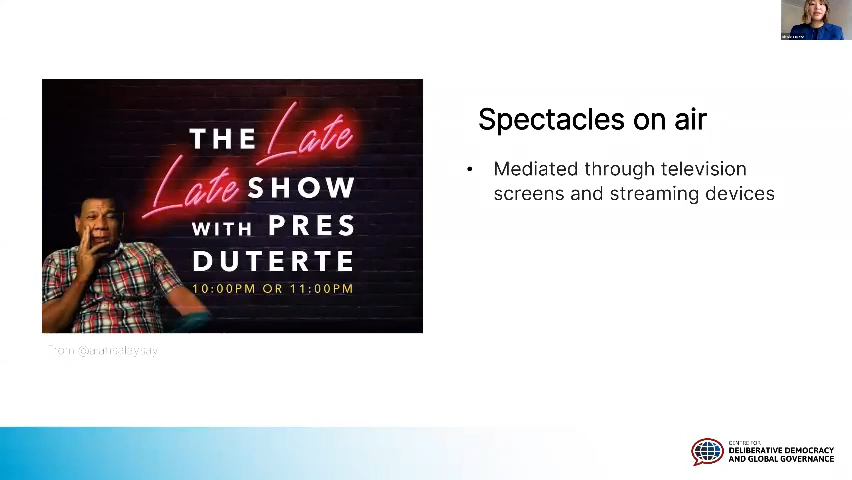 THE Late
Late SHOW
WITH PRES
DUTERTE
10:00PM OR 11:00PM
Spectacles on air
• Mediated through television
screens and streaming devices
CENTRE FOR
DELIBERATIVE DEMOCRACY
AND GLOBAL GOVERNANCE